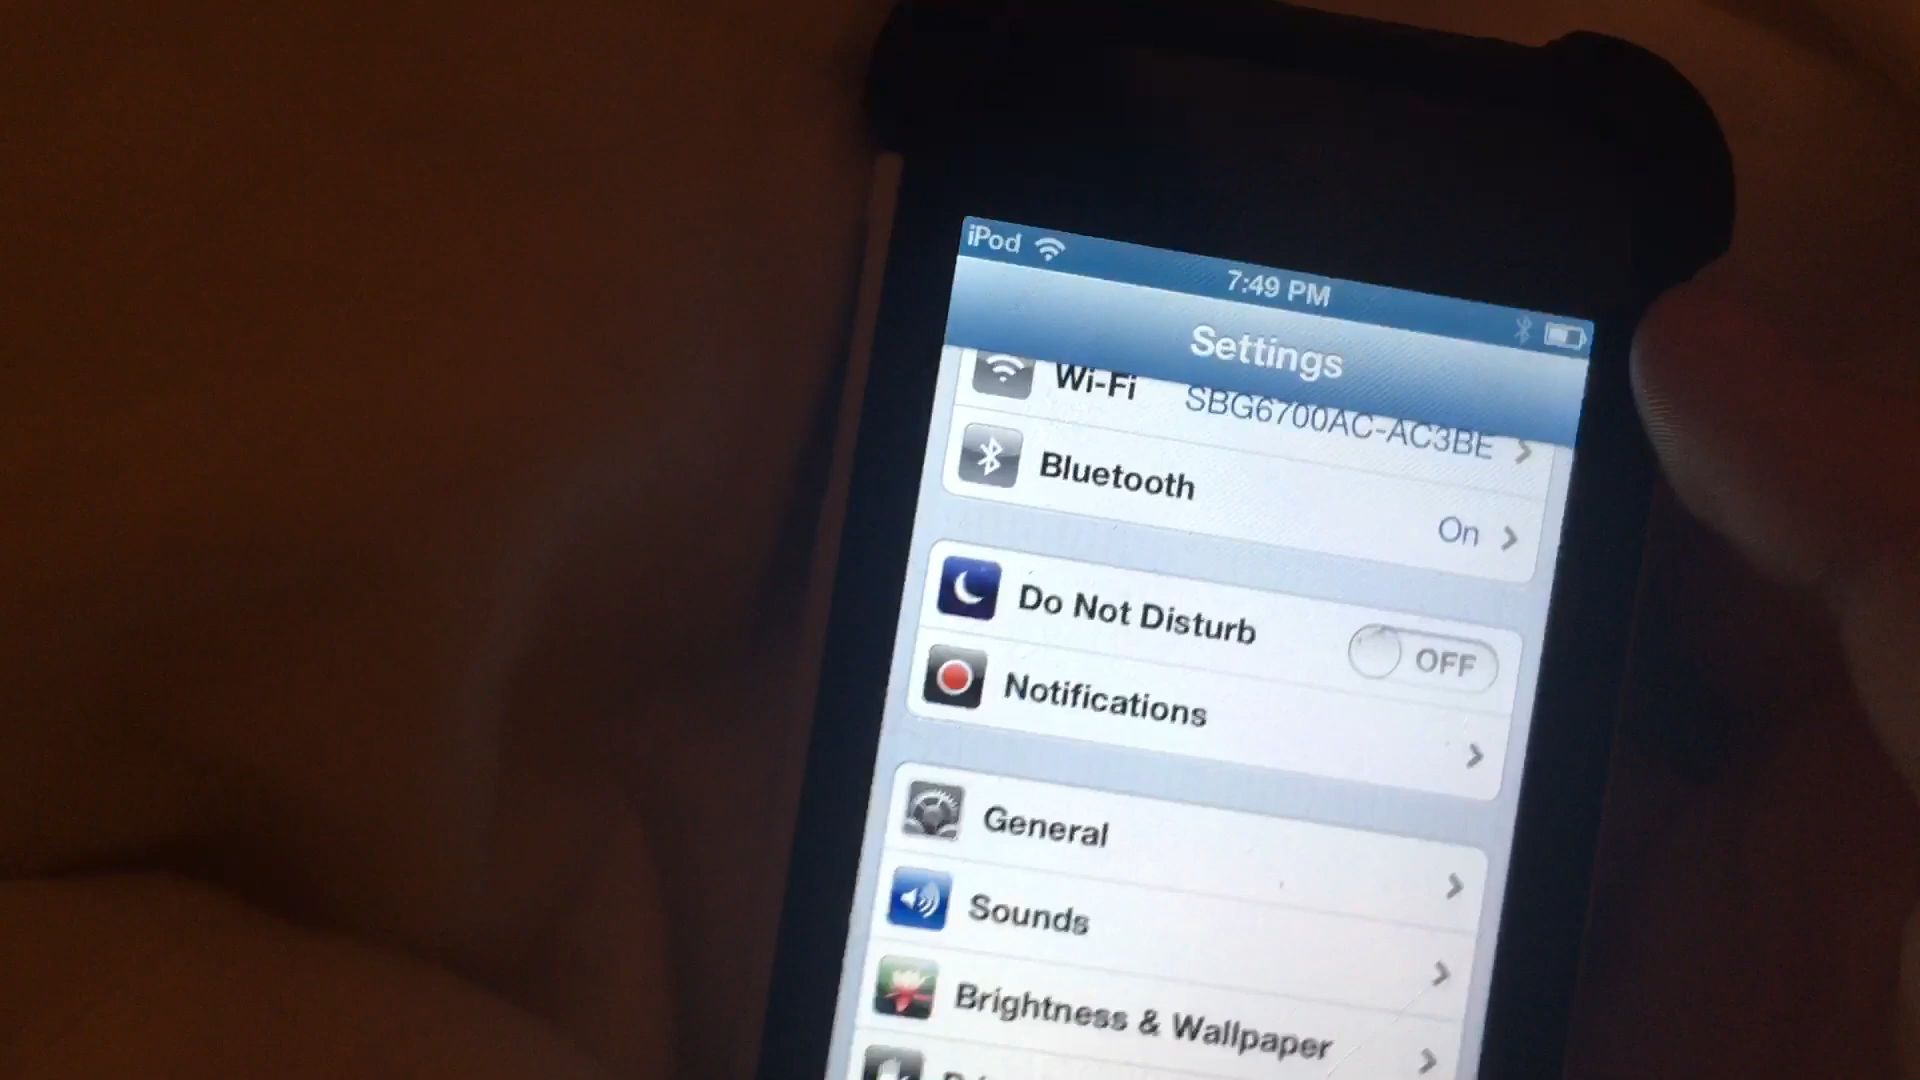 iPod
7:49 PM
Settings
Wi-Fi SBG6700AC-AC3BE
Bluetooth On
Do Not Disturb OFF
Notifications
General
Sounds
Brightness & Wallpaper